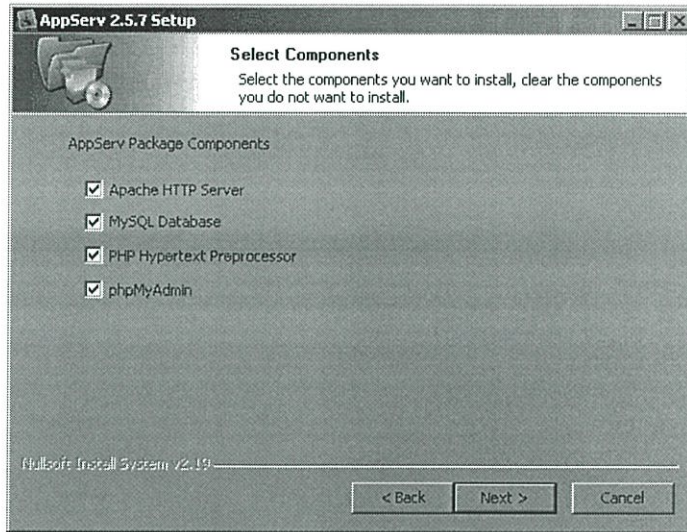 AppServ 2.5.7 Setup
Select Components
Select the components you want to install, clear the components
you do not want to install.
AppServ Package Components
Apache HTTP Server
MySQL Database
PHP Hypertext Preprocessor
phpMyAdmin
Nullsoft Install System v2.19
< Back
Next >
Cancel